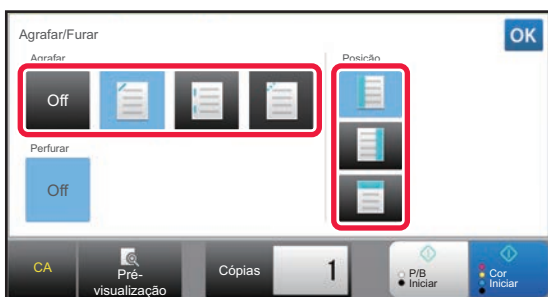 Agrafar/Furar
OK
Agrafar
Posição
Off
Perfurar
Off
CA
Pré-
visualização
Cópias
1
P/B
Iniciar
Cor
Iniciar